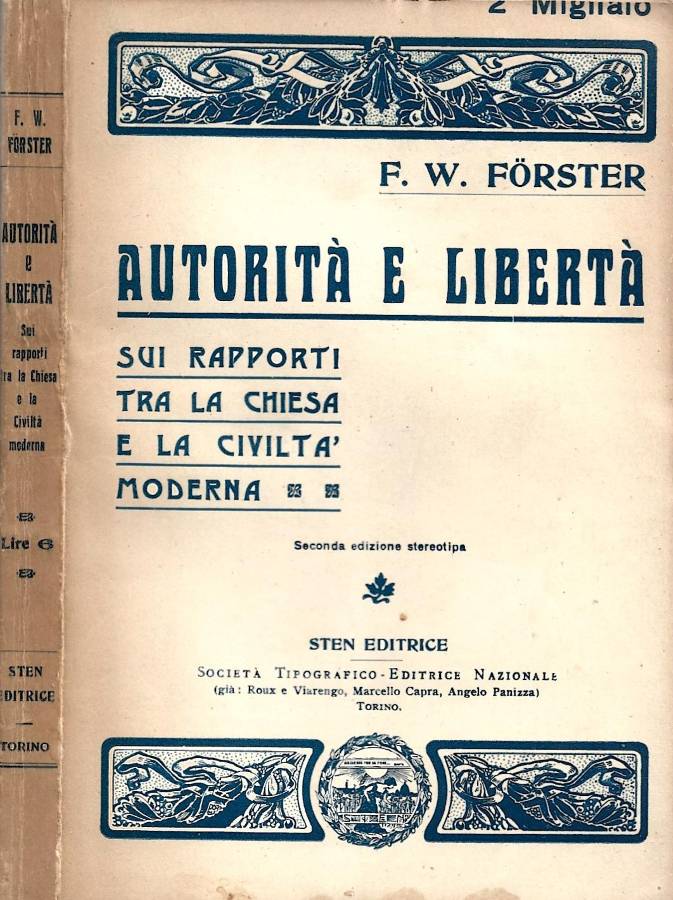 2 Migliaio
F. W. FÖRSTER
AUTORITÀ E LIBERTÀ
SUI RAPPORTI
TRA LA CHIESA
E LA CIVILTA'
MODERNA
Seconda edizione stereotipa
STEN EDITRICE
SOCIETÀ TIPOGRAFICO-EDITRICE NAZIONALE
(già: Roux e Viarengo, Marcello Capra, Angelo Panizza)
TORINO.
F. W.
FÖRSTER
AUTORITÀ
e
LIBERTÀ
Sui
rapporti
tra la Chiesa
e la
Civiltà
moderna
Lire 6
STEN
EDITRICE
TORINO